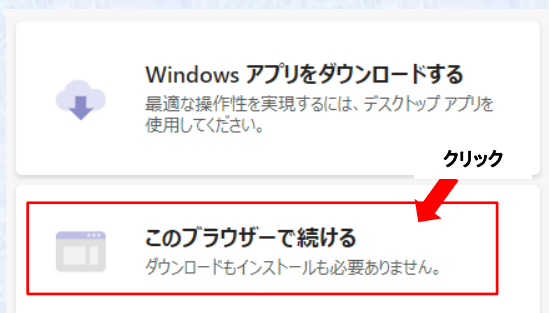 Windows アプリをダウンロードする
最適な操作性を実現するには、デスクトップ アプリを
使用してください。
クリック
このブラウザーで続ける
ダウンロードもインストールも必要ありません。